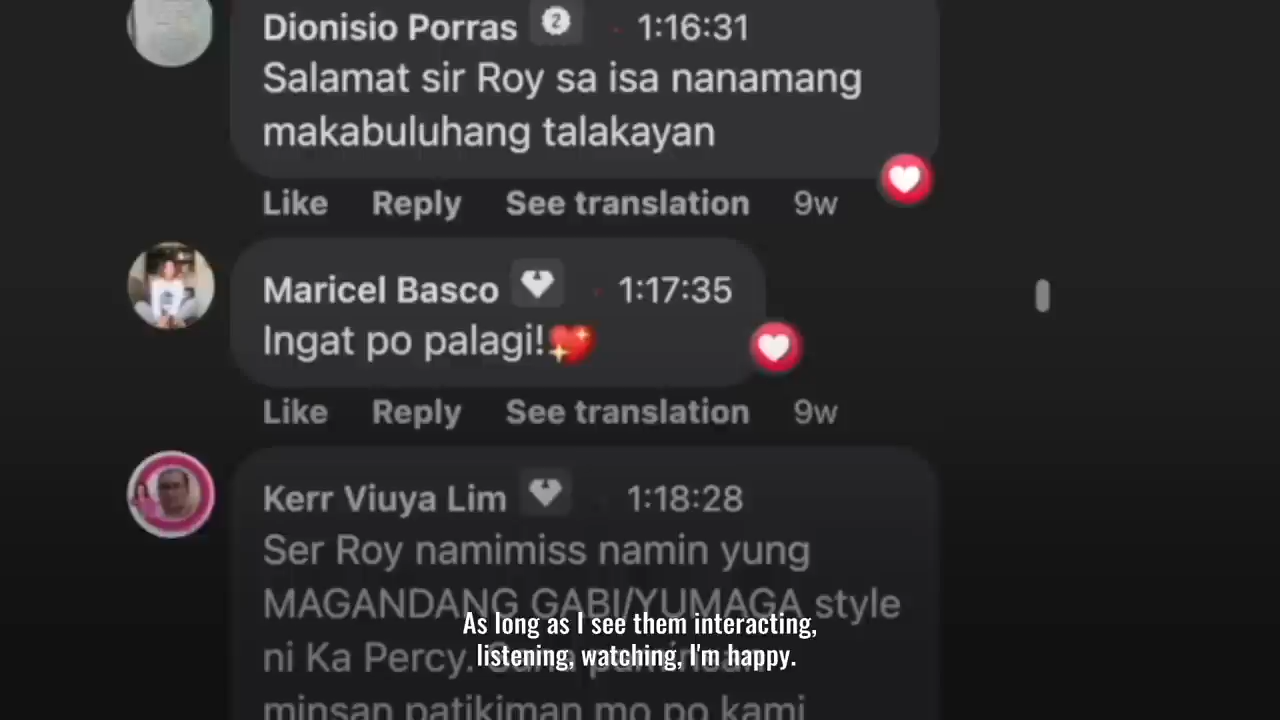 Dionisio Porras 2 · 1:16:31
Salamat sir Roy sa isa nanamang
makabuluhang talakayan
Like Reply See translation 9w
Maricel Basco · 1:17:35
Ingat po palagi!💖
Like Reply See translation 9w
Kerr Viuya Lim · 1:18:28
Ser Roy namimiss namin yung
MAGANDANG GABI/YUMAGA style
ni Ka Percy. Sana paminsan
minsan patikiman mo po kami
As long as I see them interacting,
listening, watching, I'm happy.